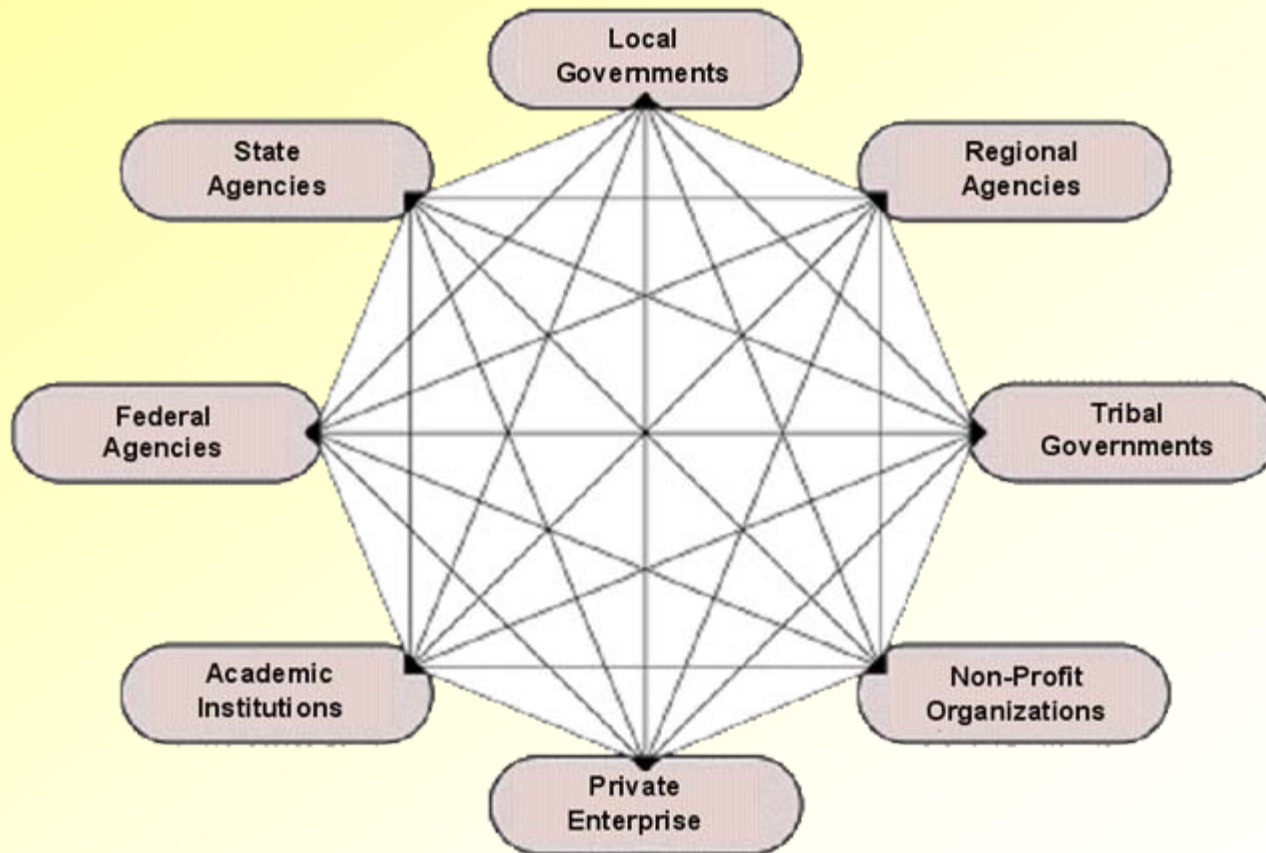 Local
Governments
State
Agencies
Regional
Agencies
Federal
Agencies
Tribal
Governments
Academic
Institutions
Non-Profit
Organizations
Private
Enterprise